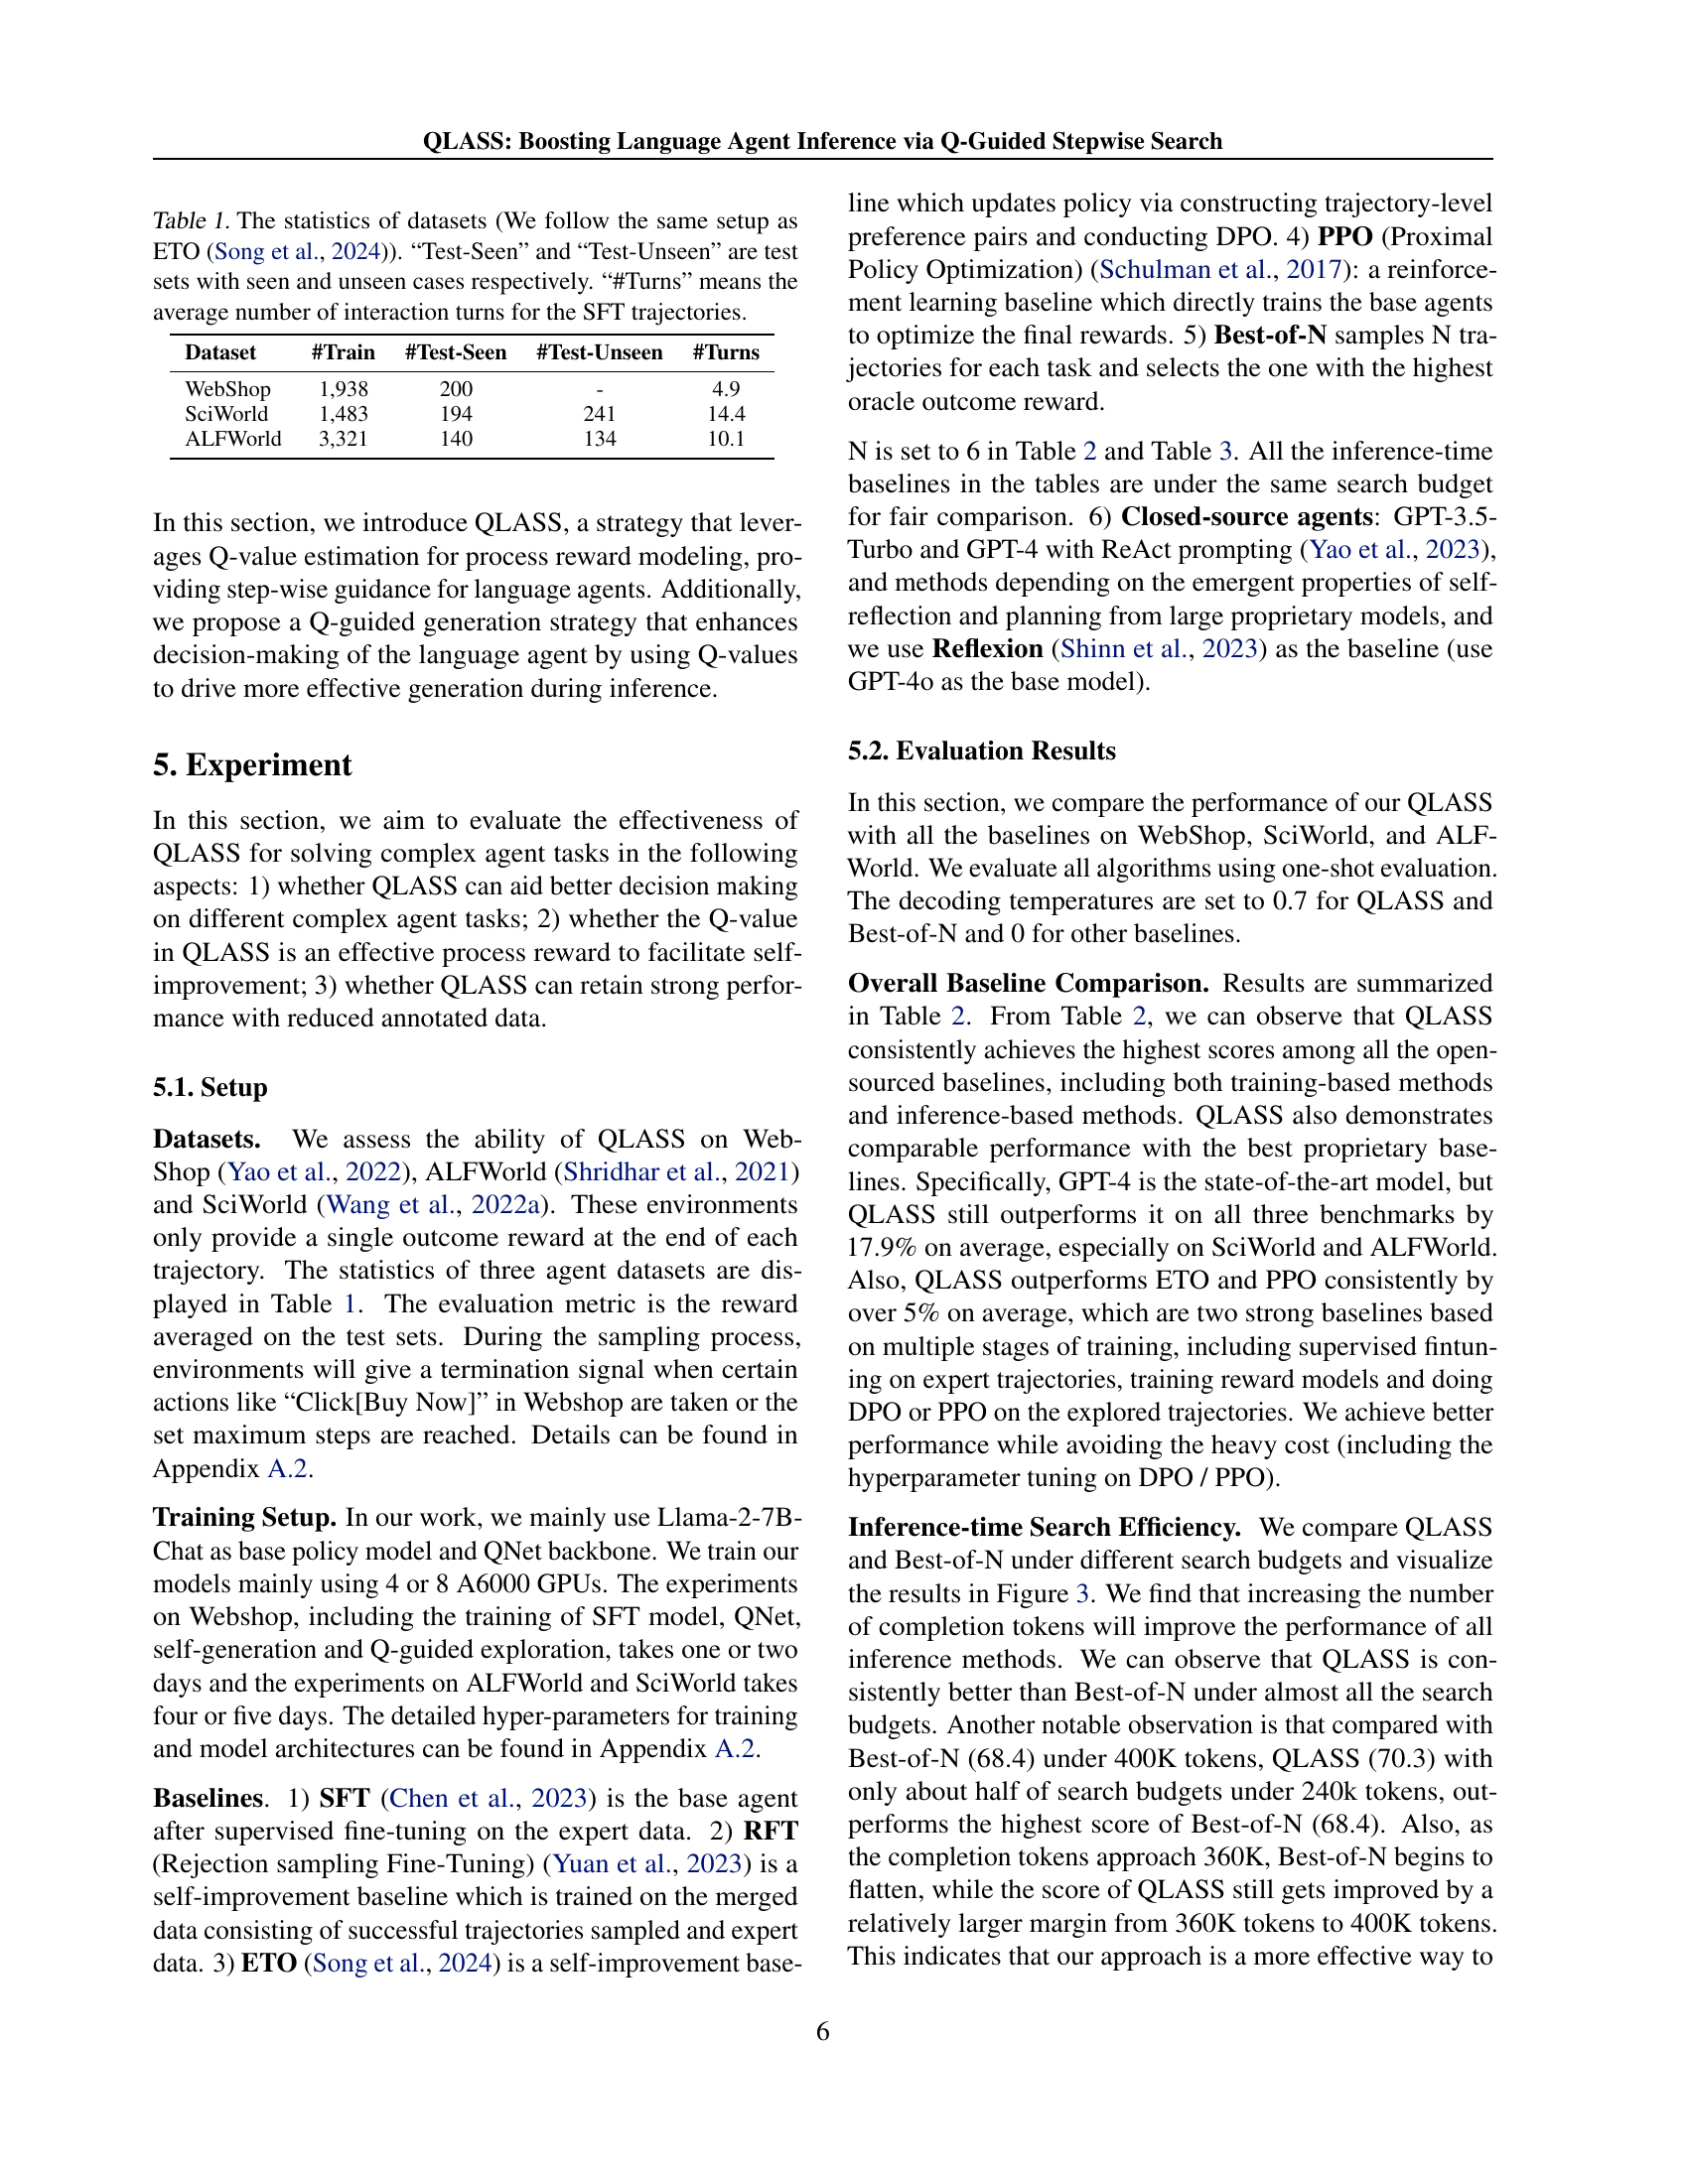 QLASS: Boosting Language Agent Inference via Q-Guided Stepwise Search
Table 1. The statistics of datasets (We follow the same setup as
ETO (Song et al., 2024)). “Test-Seen” and “Test-Unseen” are test
sets with seen and unseen cases respectively. “#Turns” means the
average number of interaction turns for the SFT trajectories.
Dataset #Train #Test-Seen #Test-Unseen #Turns
WebShop 1,938 200 - 4.9
SciWorld 1,483 194 241 14.4
ALFWorld 3,321 140 134 10.1
In this section, we introduce QLASS, a strategy that lever-
ages Q-value estimation for process reward modeling, pro-
viding step-wise guidance for language agents. Additionally,
we propose a Q-guided generation strategy that enhances
decision-making of the language agent by using Q-values
to drive more effective generation during inference.
5. Experiment
In this section, we aim to evaluate the effectiveness of
QLASS for solving complex agent tasks in the following
aspects: 1) whether QLASS can aid better decision making
on different complex agent tasks; 2) whether the Q-value
in QLASS is an effective process reward to facilitate self-
improvement; 3) whether QLASS can retain strong perfor-
mance with reduced annotated data.
5.1. Setup
Datasets. We assess the ability of QLASS on Web-
Shop (Yao et al., 2022), ALFWorld (Shridhar et al., 2021)
and SciWorld (Wang et al., 2022a). These environments
only provide a single outcome reward at the end of each
trajectory. The statistics of three agent datasets are dis-
played in Table 1. The evaluation metric is the reward
averaged on the test sets. During the sampling process,
environments will give a termination signal when certain
actions like “Click[Buy Now]” in Webshop are taken or the
set maximum steps are reached. Details can be found in
Appendix A.2.
Training Setup. In our work, we mainly use Llama-2-7B-
Chat as base policy model and QNet backbone. We train our
models mainly using 4 or 8 A6000 GPUs. The experiments
on Webshop, including the training of SFT model, QNet,
self-generation and Q-guided exploration, takes one or two
days and the experiments on ALFWorld and SciWorld takes
four or five days. The detailed hyper-parameters for training
and model architectures can be found in Appendix A.2.
Baselines. 1) SFT (Chen et al., 2023) is the base agent
after supervised fine-tuning on the expert data. 2) RFT
(Rejection sampling Fine-Tuning) (Yuan et al., 2023) is a
self-improvement baseline which is trained on the merged
data consisting of successful trajectories sampled and expert
data. 3) ETO (Song et al., 2024) is a self-improvement base-
line which updates policy via constructing trajectory-level
preference pairs and conducting DPO. 4) PPO (Proximal
Policy Optimization) (Schulman et al., 2017): a reinforce-
ment learning baseline which directly trains the base agents
to optimize the final rewards. 5) Best-of-N samples N tra-
jectories for each task and selects the one with the highest
oracle outcome reward.
N is set to 6 in Table 2 and Table 3. All the inference-time
baselines in the tables are under the same search budget
for fair comparison. 6) Closed-source agents: GPT-3.5-
Turbo and GPT-4 with ReAct prompting (Yao et al., 2023),
and methods depending on the emergent properties of self-
reflection and planning from large proprietary models, and
we use Reflexion (Shinn et al., 2023) as the baseline (use
GPT-4o as the base model).
5.2. Evaluation Results
In this section, we compare the performance of our QLASS
with all the baselines on WebShop, SciWorld, and ALF-
World. We evaluate all algorithms using one-shot evaluation.
The decoding temperatures are set to 0.7 for QLASS and
Best-of-N and 0 for other baselines.
Overall Baseline Comparison. Results are summarized
in Table 2. From Table 2, we can observe that QLASS
consistently achieves the highest scores among all the open-
sourced baselines, including both training-based methods
and inference-based methods. QLASS also demonstrates
comparable performance with the best proprietary base-
lines. Specifically, GPT-4 is the state-of-the-art model, but
QLASS still outperforms it on all three benchmarks by
17.9% on average, especially on SciWorld and ALFWorld.
Also, QLASS outperforms ETO and PPO consistently by
over 5% on average, which are two strong baselines based
on multiple stages of training, including supervised fintun-
ing on expert trajectories, training reward models and doing
DPO or PPO on the explored trajectories. We achieve better
performance while avoiding the heavy cost (including the
hyperparameter tuning on DPO / PPO).
Inference-time Search Efficiency. We compare QLASS
and Best-of-N under different search budgets and visualize
the results in Figure 3. We find that increasing the number
of completion tokens will improve the performance of all
inference methods. We can observe that QLASS is con-
sistently better than Best-of-N under almost all the search
budgets. Another notable observation is that compared with
Best-of-N (68.4) under 400K tokens, QLASS (70.3) with
only about half of search budgets under 240k tokens, out-
performs the highest score of Best-of-N (68.4). Also, as
the completion tokens approach 360K, Best-of-N begins to
flatten, while the score of QLASS still gets improved by a
relatively larger margin from 360K tokens to 400K tokens.
This indicates that our approach is a more effective way to
6